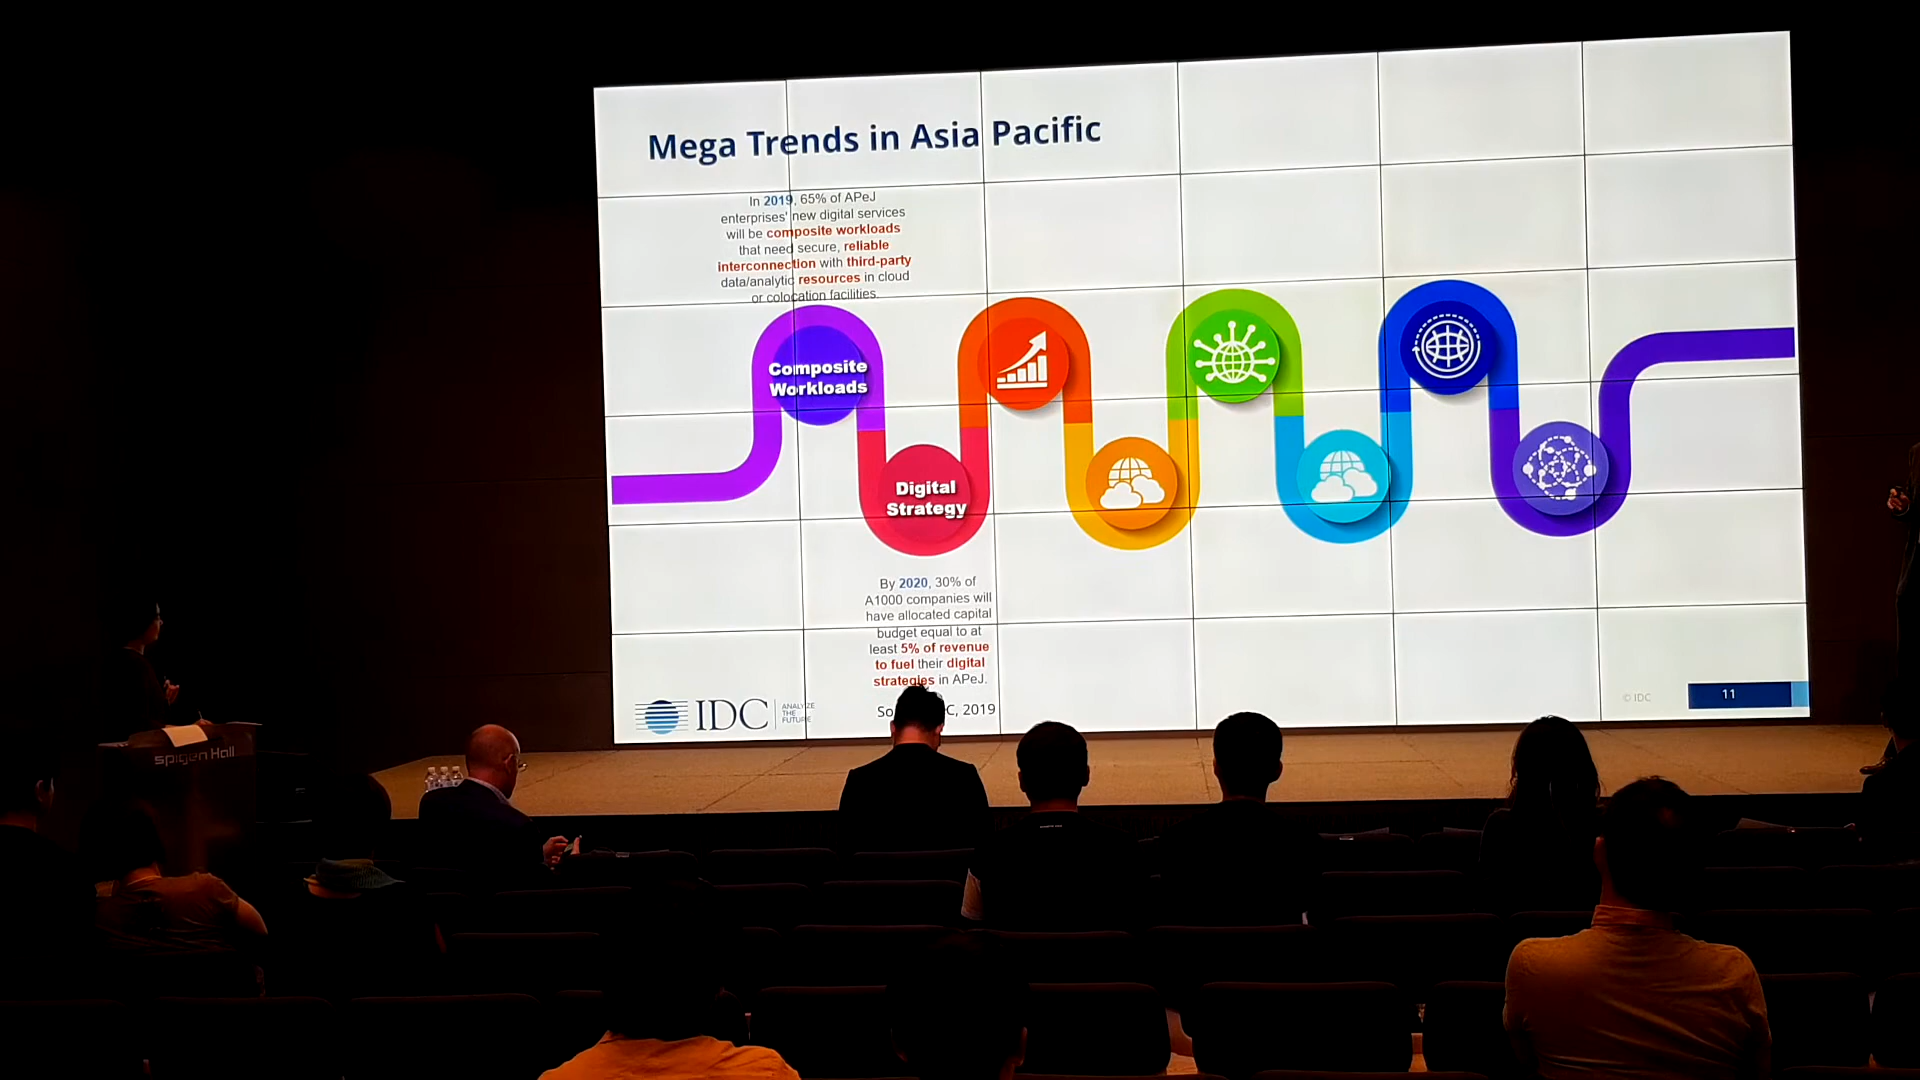 Mega Trends in Asia Pacific
In 2019, 65% of APeJ
enterprises' new digital services
will be composite workloads
that need secure, reliable
interconnection with third-party
data/analytic resources in cloud
or colocation facilities.
Composite
Workloads
Digital
Strategy
By 2020, 30% of
A1000 companies will
have allocated capital
budget equal to at
least 5% of revenue
to fuel their digital
strategies in APeJ.
IDC
ANALYZE
THE
FUTURE
2019
© IDC
11
spigen Hall